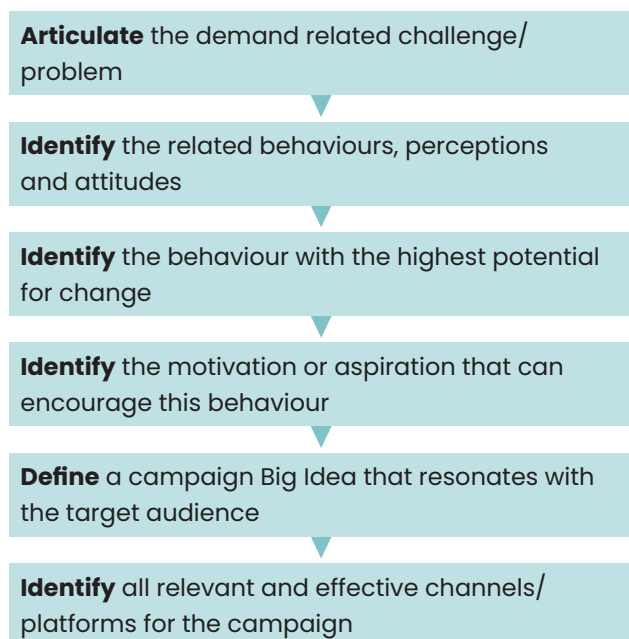 Articulate the demand related challenge/
problem
Identify the related behaviours, perceptions
and attitudes
Identify the behaviour with the highest potential
for change
Identify the motivation or aspiration that can
encourage this behaviour
Define a campaign Big Idea that resonates with
the target audience
Identify all relevant and effective channels/
platforms for the campaign